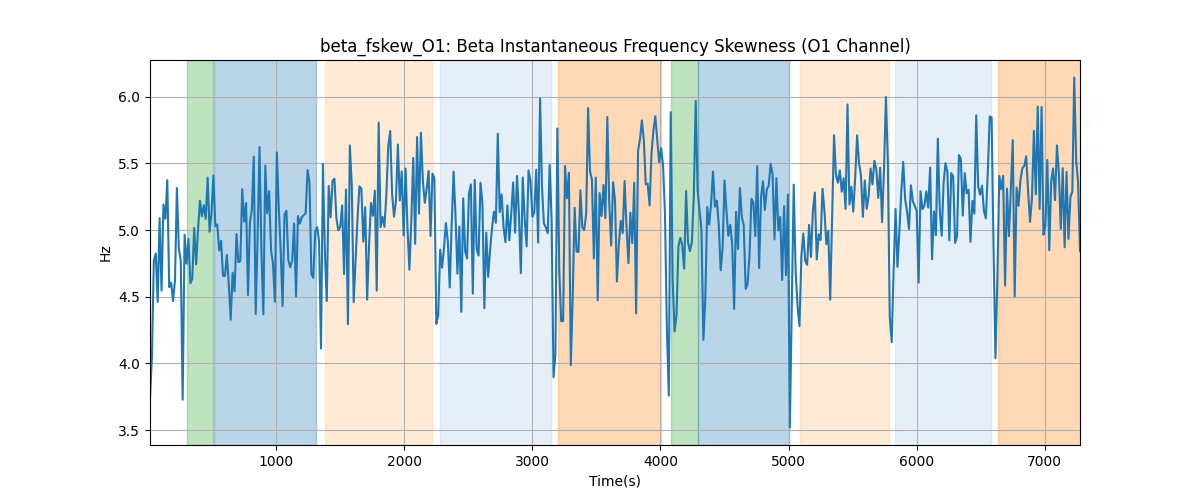 beta_fskew_O1: Beta Instantaneous Frequency Skewness (O1 Channel)
6.0
5.5
5.0
4.5
4.0
3.5
Hz
1000 2000 3000 4000 5000 6000 7000
Time(s)